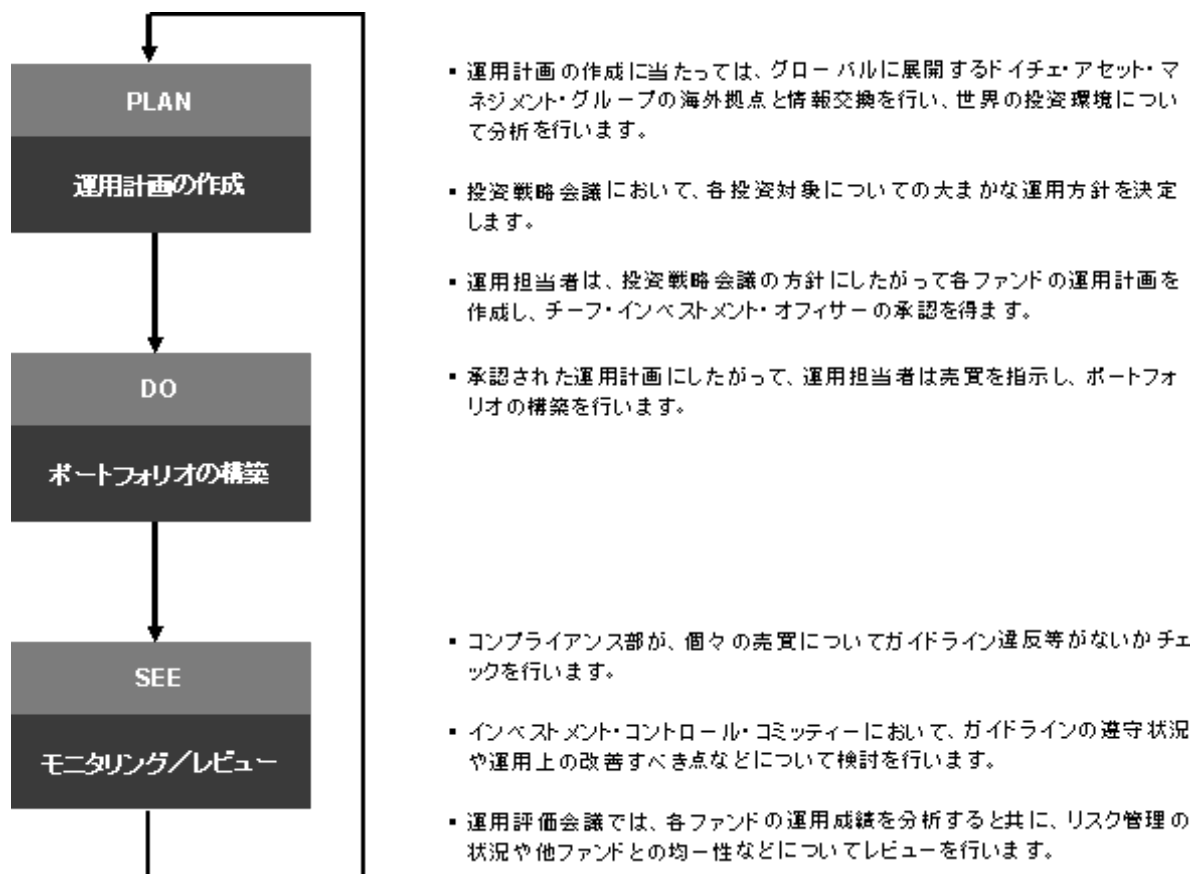 PLAN
運用計画の作成
▪ 運用計画の作成に当たっては、グローバルに展開するドイチェ・アセット・マ
ネジメント・グループの海外拠点と情報交換を行い、世界の投資環境につい
て分析を行います。
▪ 投資戦略会議において、各投資対象についての大まかな運用方針を決定
します。
▪ 運用担当者は、投資戦略会議の方針にしたがって各ファンドの運用計画を
作成し、チーフ・インベストメント・オフィサーの承認を得ます。
DO
ポートフォリオの構築
▪ 承認された運用計画にしたがって、運用担当者は売買を指示し、ポートフォ
リオの構築を行います。
SEE
モニタリング/レビュー
▪ コンプライアンス部が、個々の売買についてガイドライン違反等がないかチェ
ックを行います。
▪ インベストメント・コントロール・コミッティーにおいて、ガイドラインの遵守状況
や運用上の改善すべき点などについて検討を行います。
▪ 運用評価会議では、各ファンドの運用成績を分析すると共に、リスク管理の
状況や他ファンドとの均一性などについてレビューを行います。